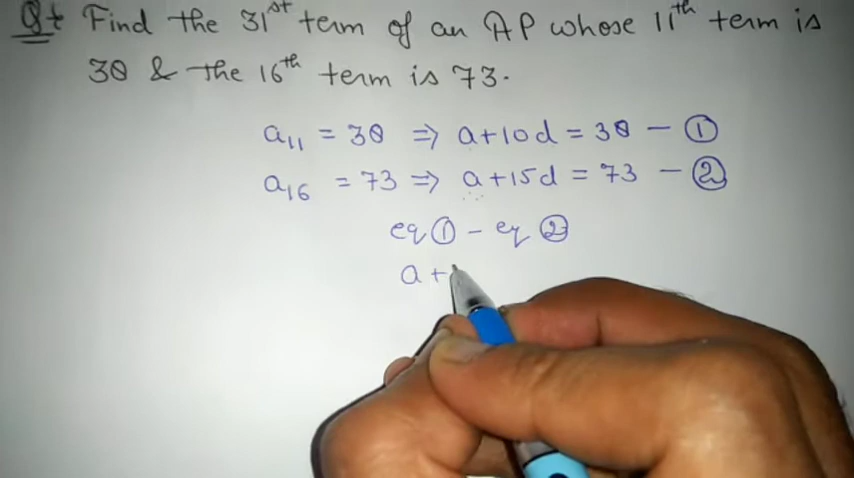 Q† Find the 31st term of an AP whose 11th term is
38 & the 16th term is 73.
a₁₁ = 38 ⇒ a+10d = 38 — ①
a₁₆ = 73 ⇒ a+15d = 73 — ②
eq ① - eq ②
a +